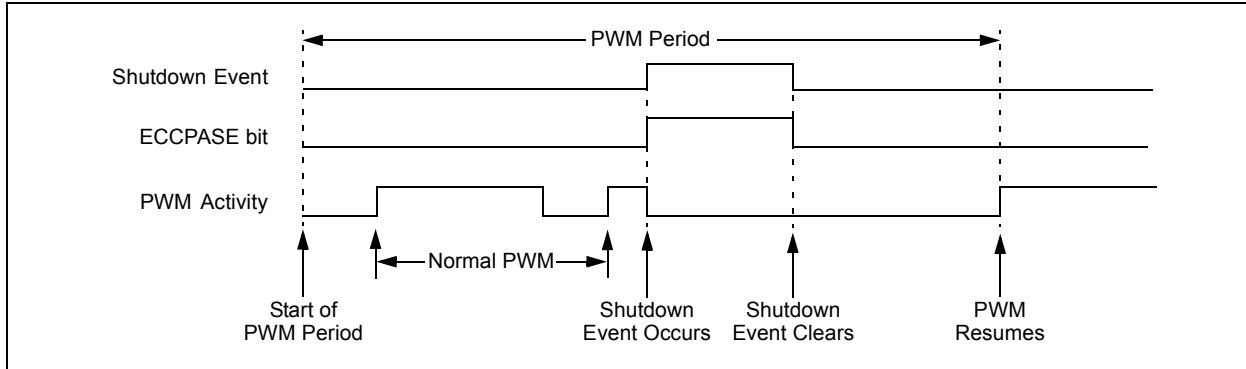 PWM Period
Shutdown Event
ECCPASE bit
PWM Activity
Normal PWM
Start of
PWM Period
Shutdown
Event Occurs
Shutdown
Event Clears
PWM
Resumes